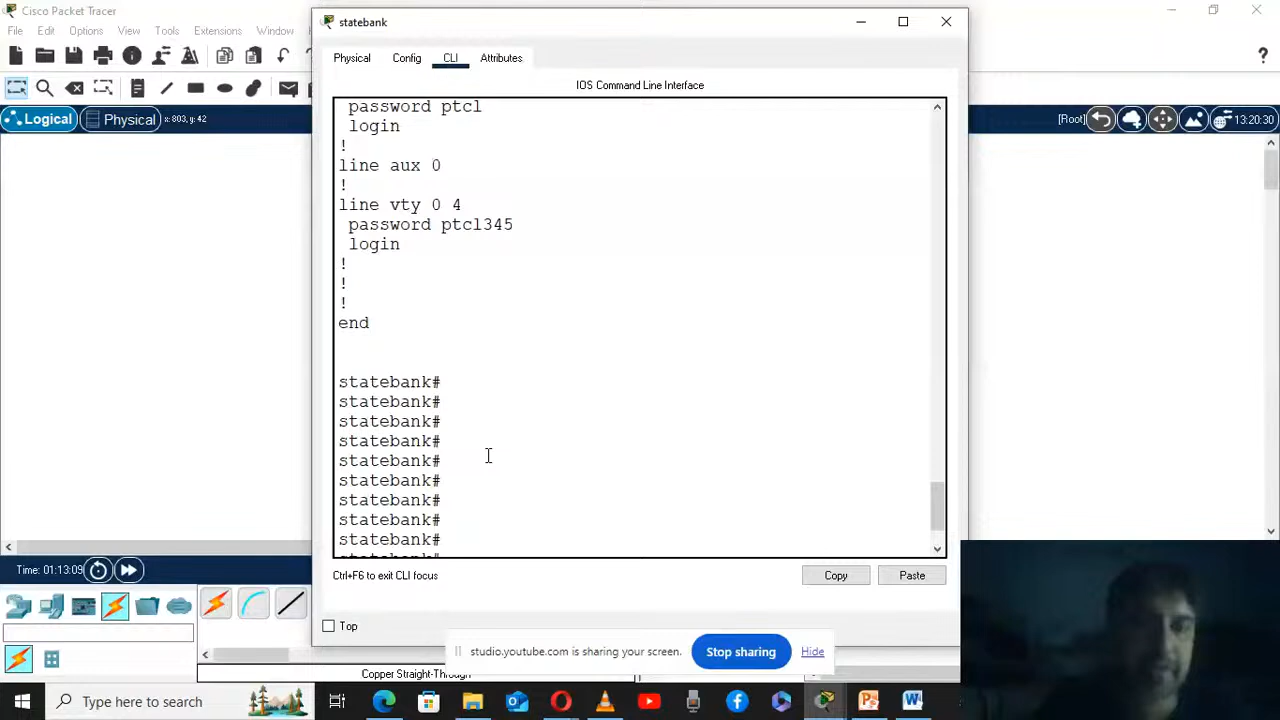 Cisco Packet Tracer
File Edit Options View Tools Extensions Window
statebank
Physical Config CLI Attributes
IOS Command Line Interface
Logical Physical x: 803, y: 42
[Root] 13:20:30
password ptcl
login
!
line aux 0
!
line vty 0 4
password ptcl345
login
!
!
!
end
statebank#
statebank#
statebank#
statebank#
statebank#
statebank#
statebank#
statebank#
statebank#
statebank#
Ctrl+F6 to exit CLI focus
Copy Paste
Top
Time: 01:13:09
studio.youtube.com is sharing your screen. Stop sharing Hide
Copper Straight-Through
Type here to search